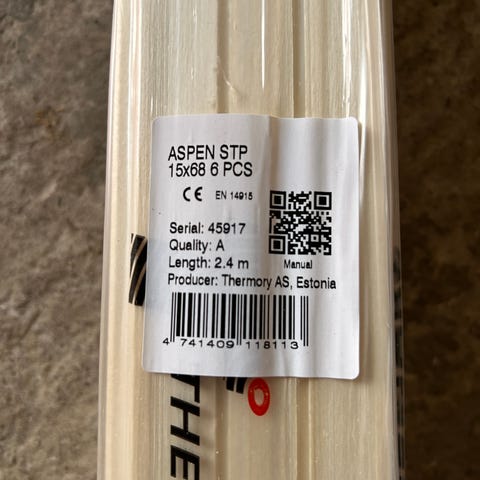 ASPEN STP
15x68 6 PCS
CE EN 14915
Serial: 45917
Quality: A
Length: 2.4 m
Manual
Producer: Thermory AS, Estonia
4 741409 118113
THE